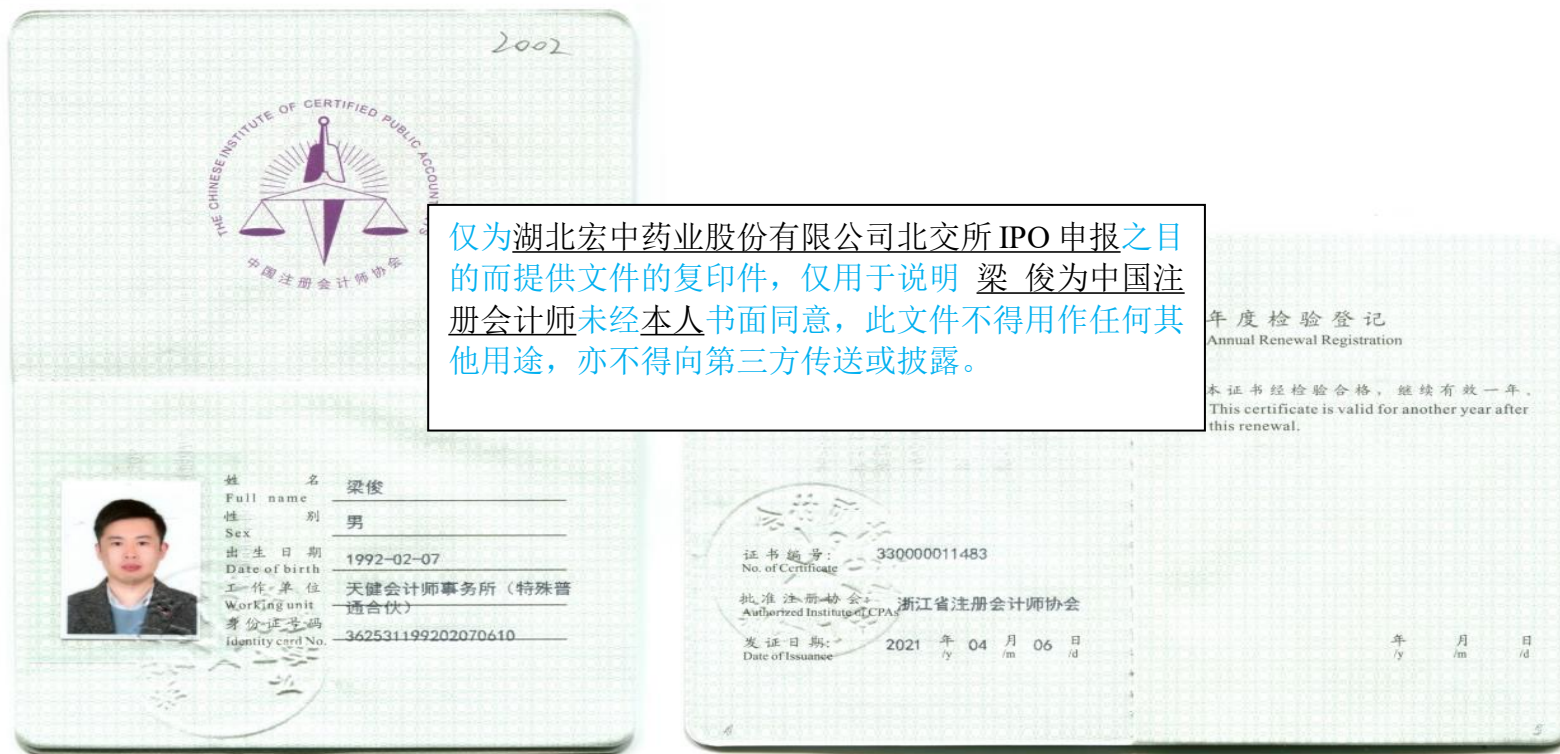 2002
THE CHINESE INSTITUTE OF CERTIFIED PUBLIC ACCOUNTANTS
中国注册会计师协会
仅为湖北宏中药业股份有限公司北交所 IPO 申报之目
的而提供文件的复印件，仅用于说明 梁 俊为中国注
册会计师未经本人书面同意，此文件不得用作任何其
他用途，亦不得向第三方传送或披露。
姓 名 梁俊
Full name
性 别 男
Sex
出生日期 1992-02-07
Date of birth
工作单位 天健会计师事务所（特殊普
Working unit 通合伙）
身份证号码
Identity card No. 362531199202070610
证书编号: 330000011483
No. of Certificate
批准注册协会: 浙江省注册会计师协会
Authorized Institute of CPAs
发证日期: 2021 年 04 月 06 日
Date of Issuance /y /m /d
4
年度检验登记
Annual Renewal Registration
本证书经检验合格，继续有效一年。
This certificate is valid for another year after
this renewal.
年 月 日
/y /m /d
5